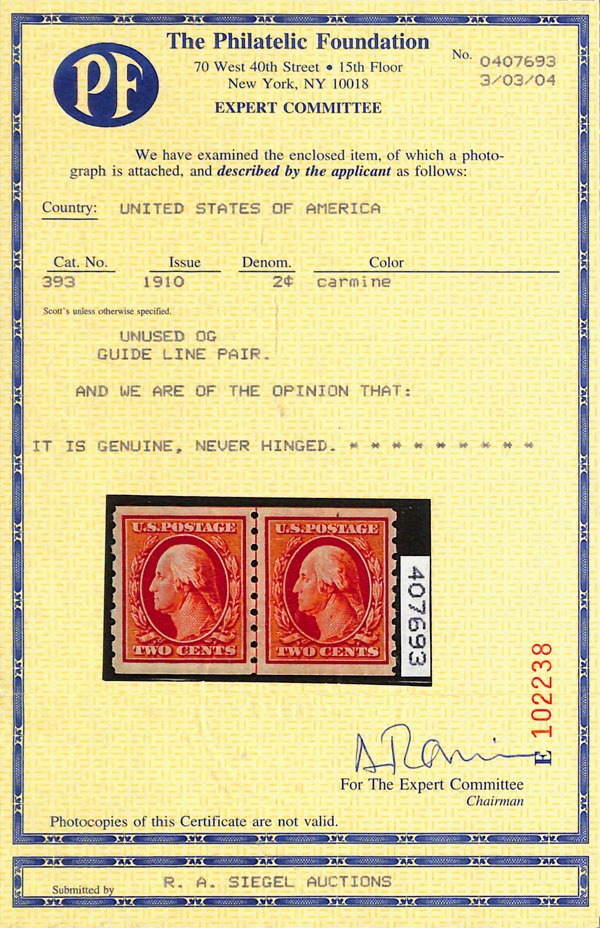 PF
The Philatelic Foundation
70 West 40th Street • 15th Floor
New York, NY 10018
EXPERT COMMITTEE
No. 0407693
3/03/04
We have examined the enclosed item, of which a photo-
graph is attached, and described by the applicant as follows:
Country: UNITED STATES OF AMERICA
Cat. No. Issue Denom. Color
393 1910 2¢ carmine
Scott's unless otherwise specified.
UNUSED OG
GUIDE LINE PAIR.
AND WE ARE OF THE OPINION THAT:
IT IS GENUINE, NEVER HINGED. * * * * * * * * *
U.S. POSTAGE U.S. POSTAGE
TWO CENTS TWO CENTS
407693
E 102238
For The Expert Committee
Chairman
Photocopies of this Certificate are not valid.
Submitted by R. A. SIEGEL AUCTIONS